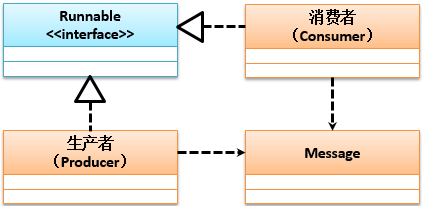 Runnable
<<interface>>
消费者
（Consumer）
生产者
（Producer）
Message